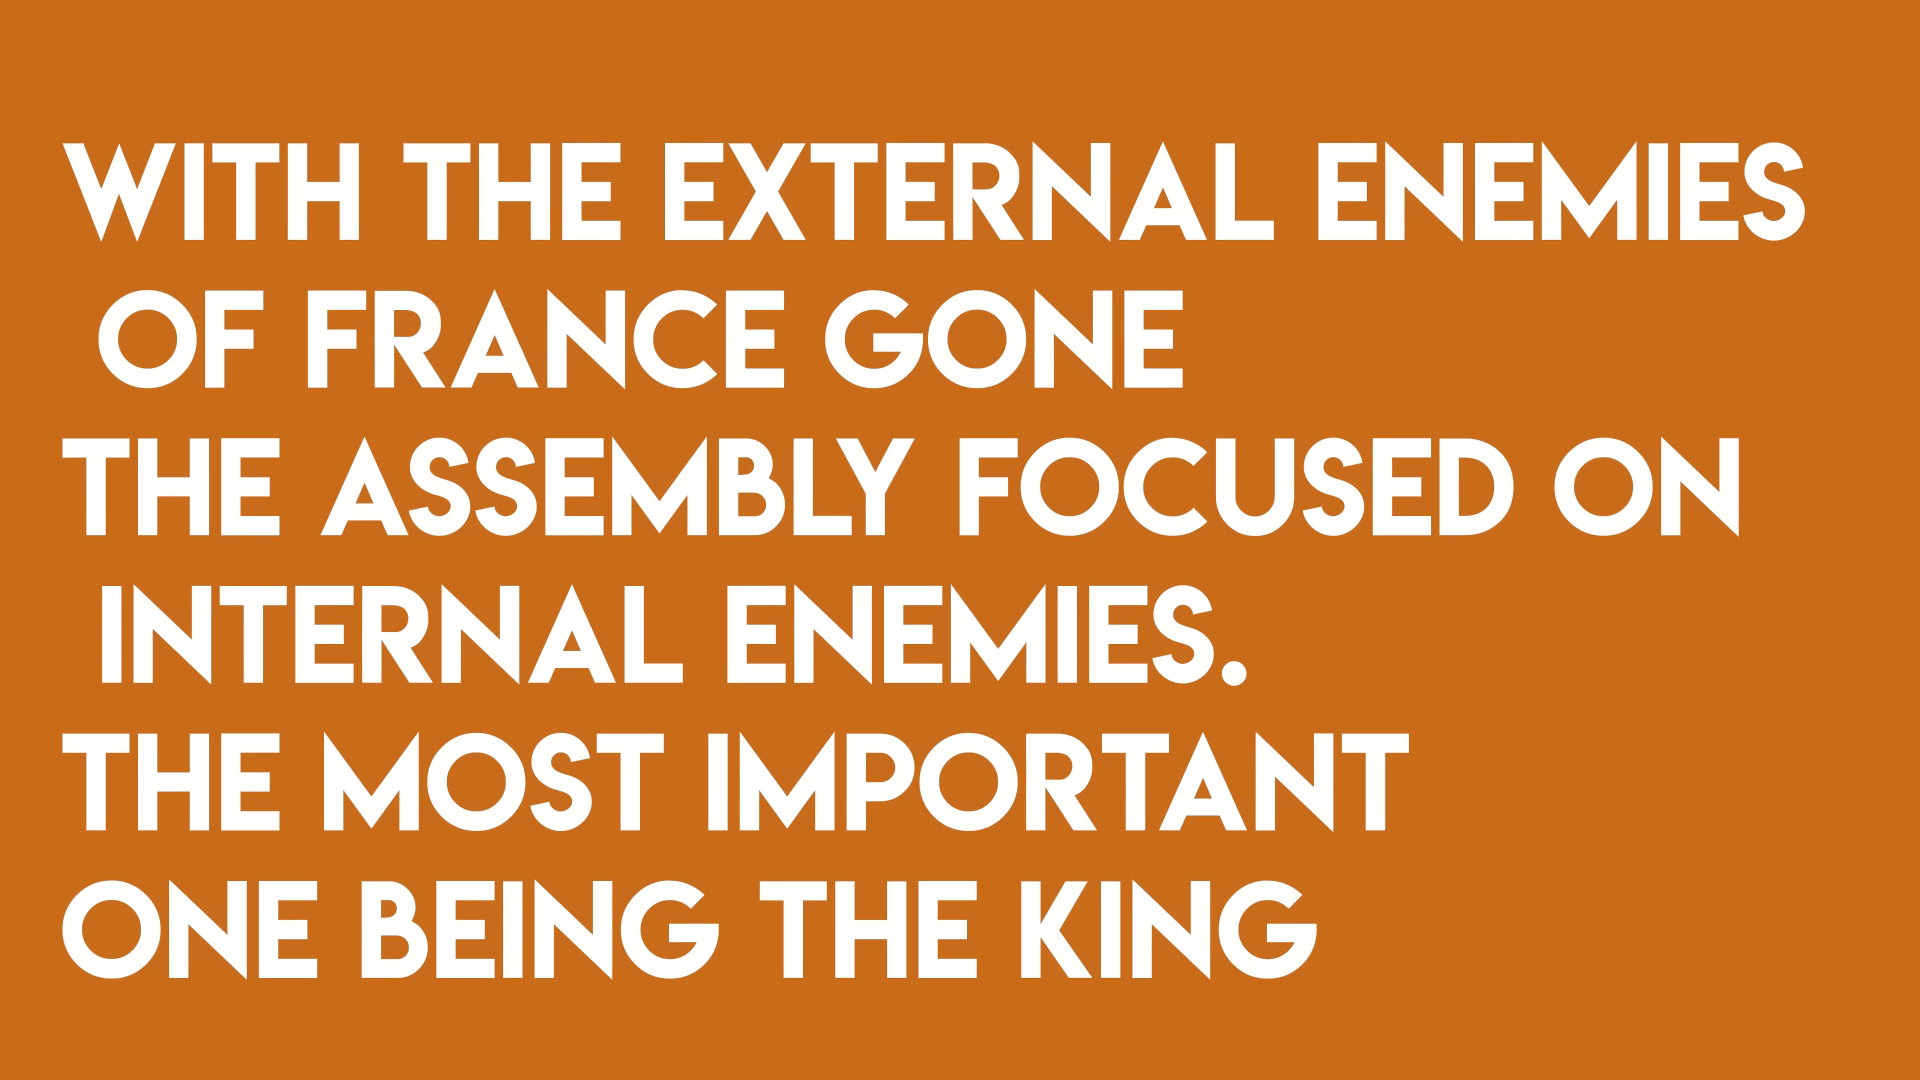 WITH THE EXTERNAL ENEMIES
OF FRANCE GONE
THE ASSEMBLY FOCUSED ON
INTERNAL ENEMIES.
THE MOST IMPORTANT
ONE BEING THE KING